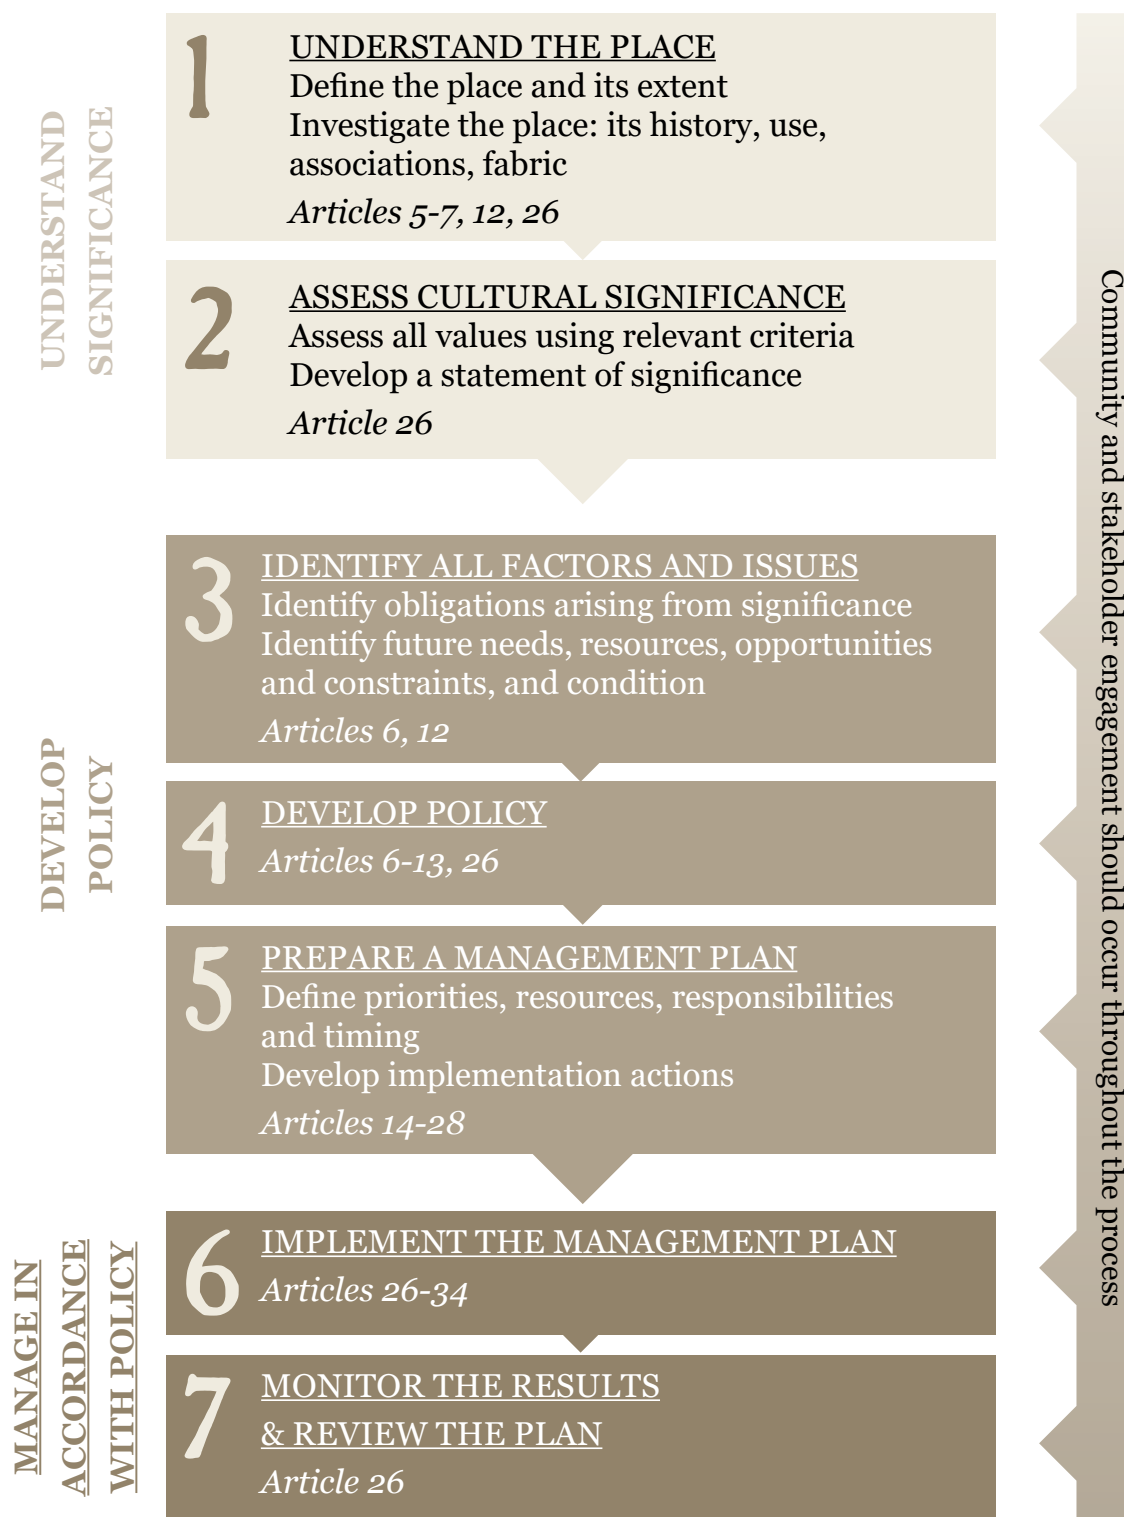 UNDERSTAND
SIGNIFICANCE
1
UNDERSTAND THE PLACE
Define the place and its extent
Investigate the place: its history, use,
associations, fabric
Articles 5-7, 12, 26
2
ASSESS CULTURAL SIGNIFICANCE
Assess all values using relevant criteria
Develop a statement of significance
Article 26
DEVELOP
POLICY
3
IDENTIFY ALL FACTORS AND ISSUES
Identify obligations arising from significance
Identify future needs, resources, opportunities
and constraints, and condition
Articles 6, 12
4
DEVELOP POLICY
Articles 6-13, 26
5
PREPARE A MANAGEMENT PLAN
Define priorities, resources, responsibilities
and timing
Develop implementation actions
Articles 14-28
MANAGE IN
ACCORDANCE
WITH POLICY
6
IMPLEMENT THE MANAGEMENT PLAN
Articles 26-34
7
MONITOR THE RESULTS
& REVIEW THE PLAN
Article 26
Community and stakeholder engagement should occur throughout the process